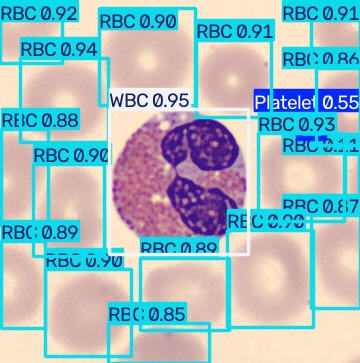 RBC 0.92
RBC 0.90
RBC 0.91
RBC 0.91
RBC 0.94
RBC 0.86
WBC 0.95
Platelet 0.55
RBC 0.88
RBC 0.93
RBC 0.90
RBC 0.11
RBC 0.87
RBC 0.89
RBC 0.90
RBC 0.89
RBC 0.90
RBC 0.85